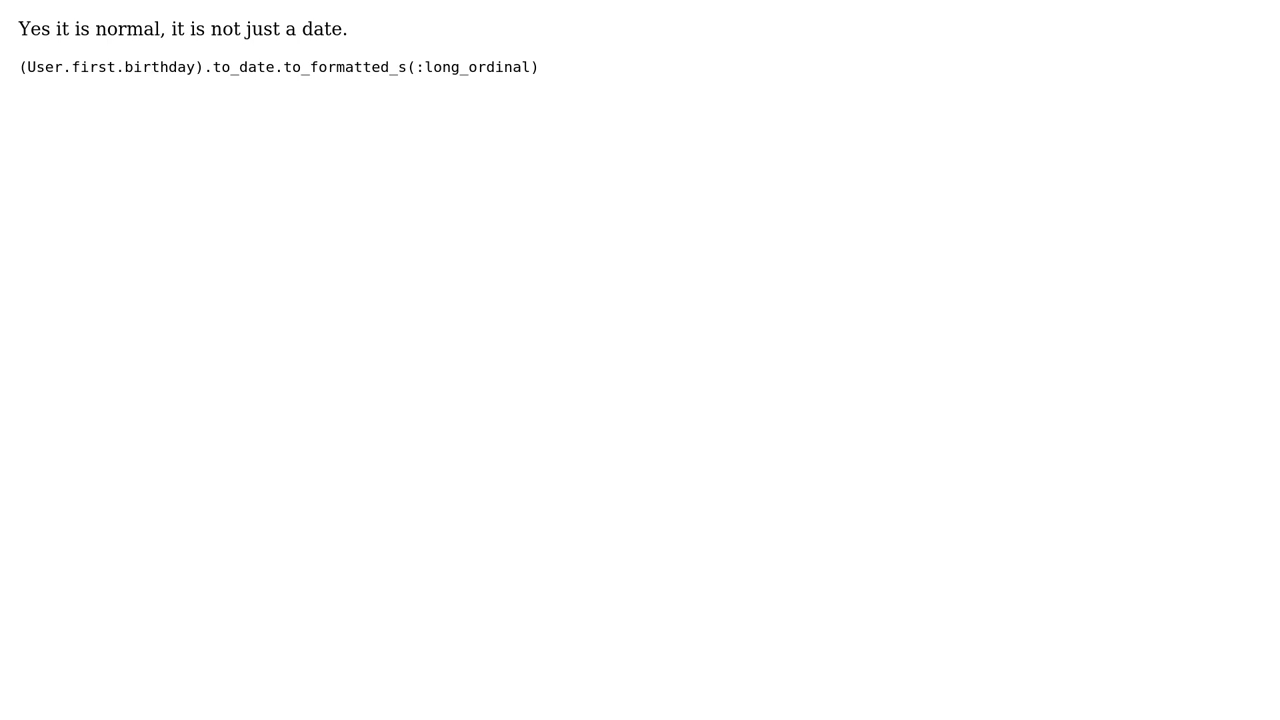 Yes it is normal, it is not just a date.
(User.first.birthday).to_date.to_formatted_s(:long_ordinal)